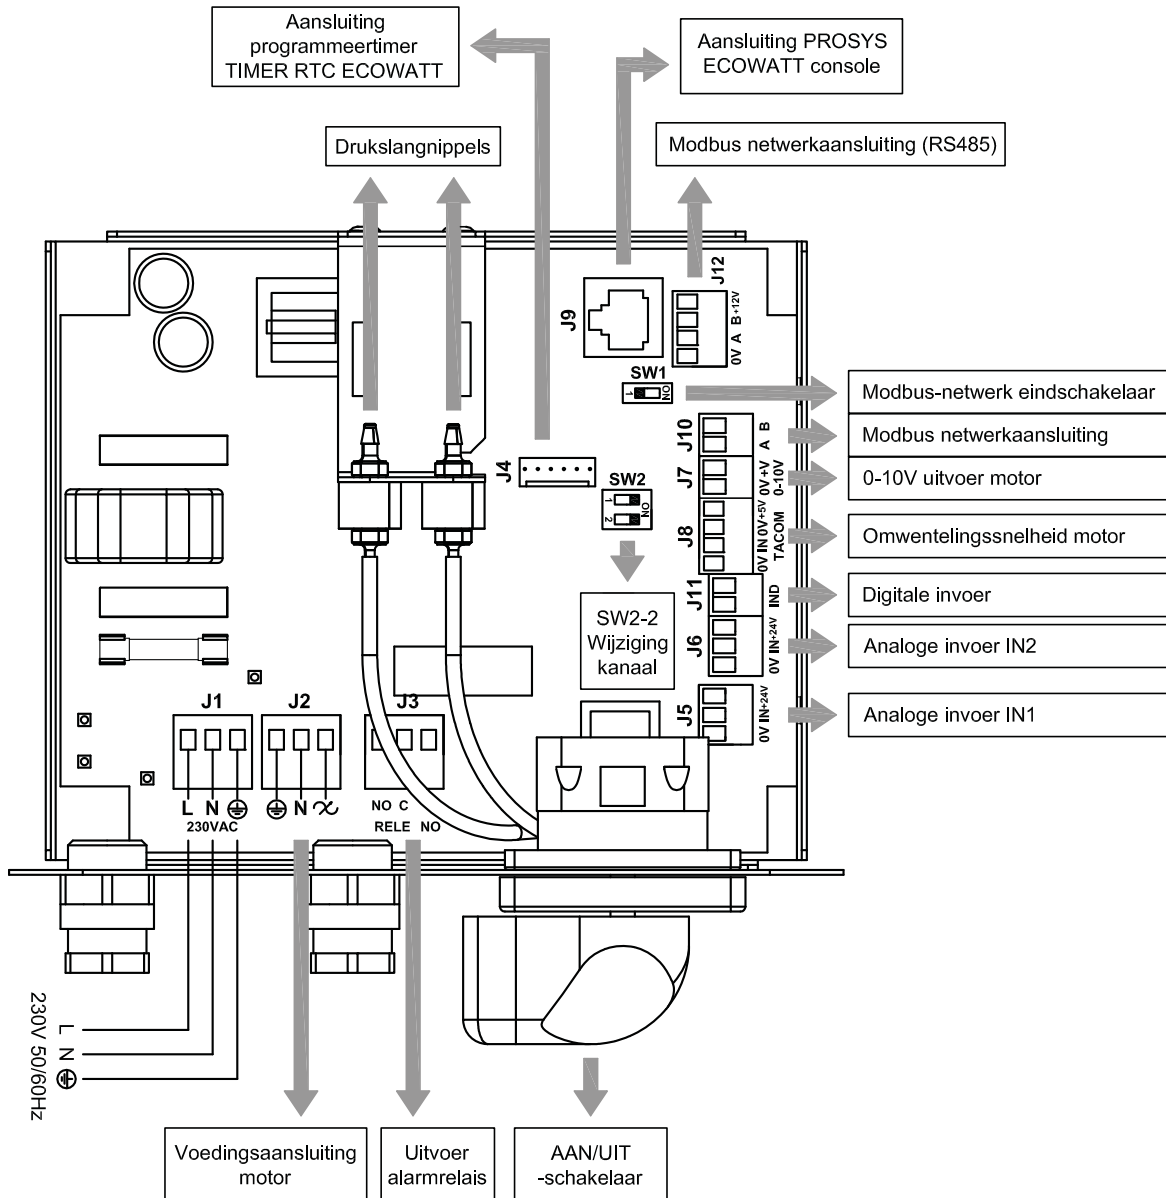 Aansluiting
programmeertimer
TIMER RTC ECOWATT
Aansluiting PROSYS
ECOWATT console
Drukslangnippels
Modbus netwerkaansluiting (RS485)
J12
J9
0V A B +12V
SW1
1 ON
Modbus-netwerk eindschakelaar
J10
A B
Modbus netwerkaansluiting
J4
J7
0V +V
0-10V
0-10V uitvoer motor
SW2
1 2 ON
J8
0V IN 0V +5V
TACOM
Omwentelingssnelheid motor
J11
IND
Digitale invoer
SW2-2
Wijziging
kanaal
J6
0V IN +24V
Analoge invoer IN2
J5
0V IN +24V
Analoge invoer IN1
J1
J2
J3
L N
230VAC
N
NO C
RELE NO
230V 50/60Hz
L
N
Voedingsaansluiting
motor
Uitvoer
alarmrelais
AAN/UIT
-schakelaar